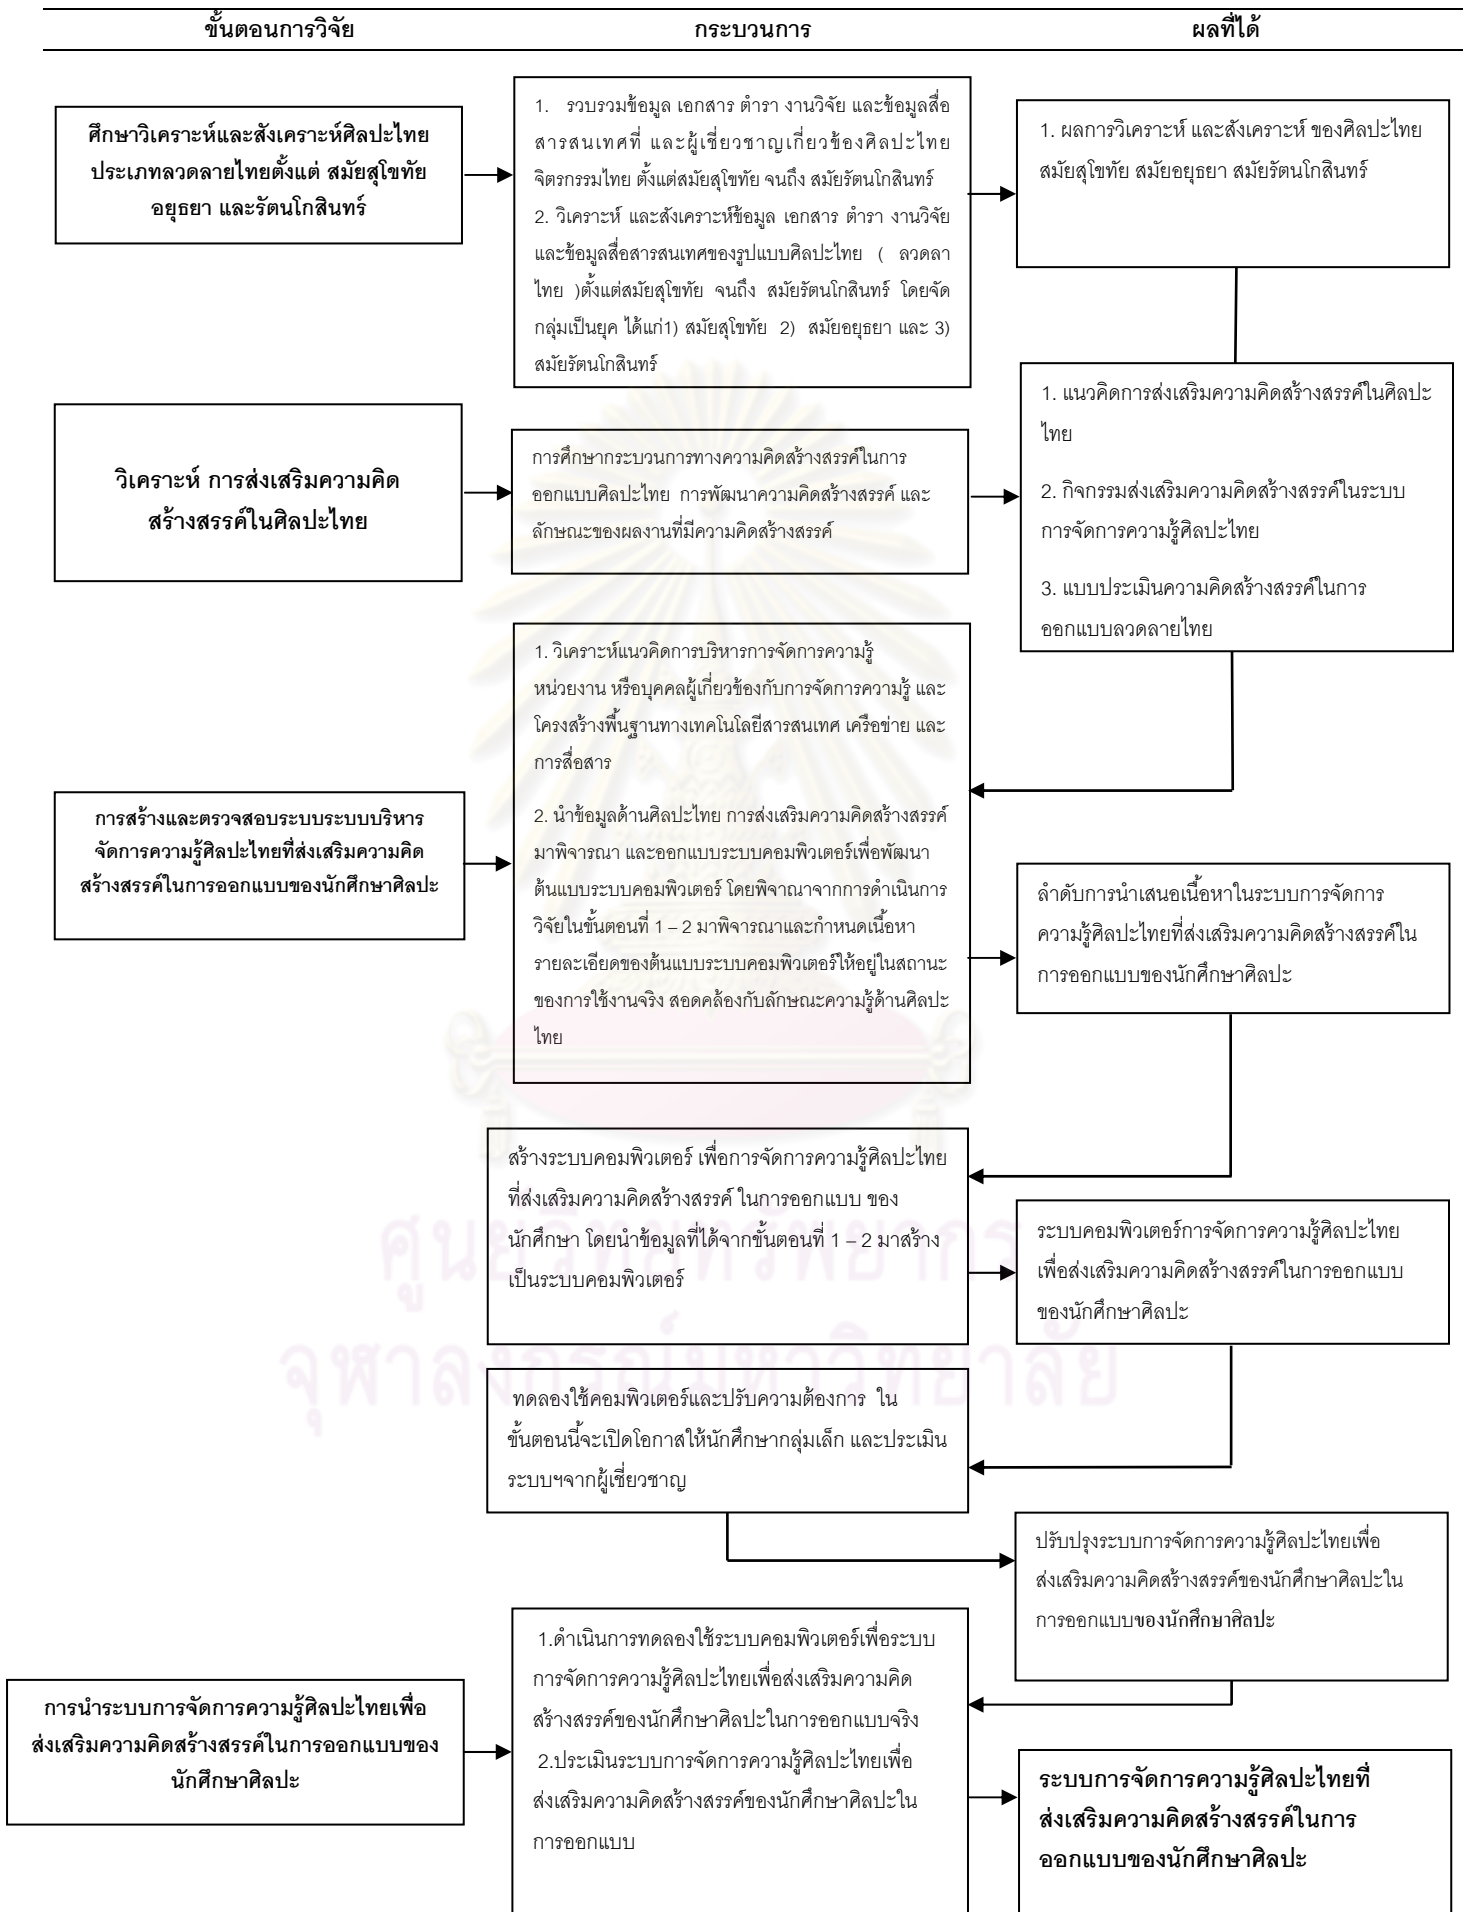 ขั้นตอนการวิจัย
กระบวนการ
ผลที่ได้
ศึกษาวิเคราะห์และสังเคราะห์ศิลปะไทย
ประเภทลวดลายไทยตั้งแต่ สมัยสุโขทัย
อยุธยา และรัตนโกสินทร์
1. รวบรวมข้อมูล เอกสาร ตำรา งานวิจัย และข้อมูลสื่อ
สารสนเทศที่ และผู้เชี่ยวชาญเกี่ยวข้องศิลปะไทย
จิตรกรรมไทย ตั้งแต่สมัยสุโขทัย จนถึง สมัยรัตนโกสินทร์
2. วิเคราะห์ และสังเคราะห์ข้อมูล เอกสาร ตำรา งานวิจัย
และข้อมูลสื่อสารสนเทศของรูปแบบศิลปะไทย ( ลวดลา
ไทย )ตั้งแต่สมัยสุโขทัย จนถึง สมัยรัตนโกสินทร์ โดยจัด
กลุ่มเป็นยุค ได้แก่1) สมัยสุโขทัย 2) สมัยอยุธยา และ 3)
สมัยรัตนโกสินทร์
1. ผลการวิเคราะห์ และสังเคราะห์ ของศิลปะไทย
สมัยสุโขทัย สมัยอยุธยา สมัยรัตนโกสินทร์
วิเคราะห์ การส่งเสริมความคิด
สร้างสรรค์ในศิลปะไทย
การศึกษากระบวนการทางความคิดสร้างสรรค์ในการ
ออกแบบศิลปะไทย การพัฒนาความคิดสร้างสรรค์ และ
ลักษณะของผลงานที่มีความคิดสร้างสรรค์
1. แนวคิดการส่งเสริมความคิดสร้างสรรค์ในศิลปะ
ไทย
2. กิจกรรมส่งเสริมความคิดสร้างสรรค์ในระบบ
การจัดการความรู้ศิลปะไทย
3. แบบประเมินความคิดสร้างสรรค์ในการ
ออกแบบลวดลายไทย
การสร้างและตรวจสอบระบบระบบบริหาร
จัดการความรู้ศิลปะไทยที่ส่งเสริมความคิด
สร้างสรรค์ในการออกแบบของนักศึกษาศิลปะ
1. วิเคราะห์แนวคิดการบริหารการจัดการความรู้
หน่วยงาน หรือบุคคลผู้เกี่ยวข้องกับการจัดการความรู้ และ
โครงสร้างพื้นฐานทางเทคโนโลยีสารสนเทศ เครือข่าย และ
การสื่อสาร
2. นำข้อมูลด้านศิลปะไทย การส่งเสริมความคิดสร้างสรรค์
มาพิจารณา และออกแบบระบบคอมพิวเตอร์เพื่อพัฒนา
ต้นแบบระบบคอมพิวเตอร์ โดยพิจาณาจากการดำเนินการ
วิจัยในขั้นตอนที่ 1 – 2 มาพิจารณาและกำหนดเนื้อหา
รายละเอียดของต้นแบบระบบคอมพิวเตอร์ให้อยู่ในสถานะ
ของการใช้งานจริง สอดคล้องกับลักษณะความรู้ด้านศิลปะ
ไทย
ลำดับการนำเสนอเนื้อหาในระบบการจัดการ
ความรู้ศิลปะไทยที่ส่งเสริมความคิดสร้างสรรค์ใน
การออกแบบของนักศึกษาศิลปะ
สร้างระบบคอมพิวเตอร์ เพื่อการจัดการความรู้ศิลปะไทย
ที่ส่งเสริมความคิดสร้างสรรค์ ในการออกแบบ ของ
นักศึกษา โดยนำข้อมูลที่ได้จากขั้นตอนที่ 1 – 2 มาสร้าง
เป็นระบบคอมพิวเตอร์
ระบบคอมพิวเตอร์การจัดการความรู้ศิลปะไทย
เพื่อส่งเสริมความคิดสร้างสรรค์ในการออกแบบ
ของนักศึกษาศิลปะ
ศูนย์วิทยทรัพยากร
จุฬาลงกรณ์มหาวิทยาลัย
ทดลองใช้คอมพิวเตอร์และปรับความต้องการ ใน
ขั้นตอนนี้จะเปิดโอกาสให้นักศึกษากลุ่มเล็ก และประเมิน
ระบบฯจากผู้เชี่ยวชาญ
ปรับปรุงระบบการจัดการความรู้ศิลปะไทยเพื่อ
ส่งเสริมความคิดสร้างสรรค์ของนักศึกษาศิลปะใน
การออกแบบของนักศึกษาศิลปะ
การนำระบบการจัดการความรู้ศิลปะไทยเพื่อ
ส่งเสริมความคิดสร้างสรรค์ในการออกแบบของ
นักศึกษาศิลปะ
1.ดำเนินการทดลองใช้ระบบคอมพิวเตอร์เพื่อระบบ
การจัดการความรู้ศิลปะไทยเพื่อส่งเสริมความคิด
สร้างสรรค์ของนักศึกษาศิลปะในการออกแบบจริง
2.ประเมินระบบการจัดการความรู้ศิลปะไทยเพื่อ
ส่งเสริมความคิดสร้างสรรค์ของนักศึกษาศิลปะใน
การออกแบบ
ระบบการจัดการความรู้ศิลปะไทยที่
ส่งเสริมความคิดสร้างสรรค์ในการ
ออกแบบของนักศึกษาศิลปะ